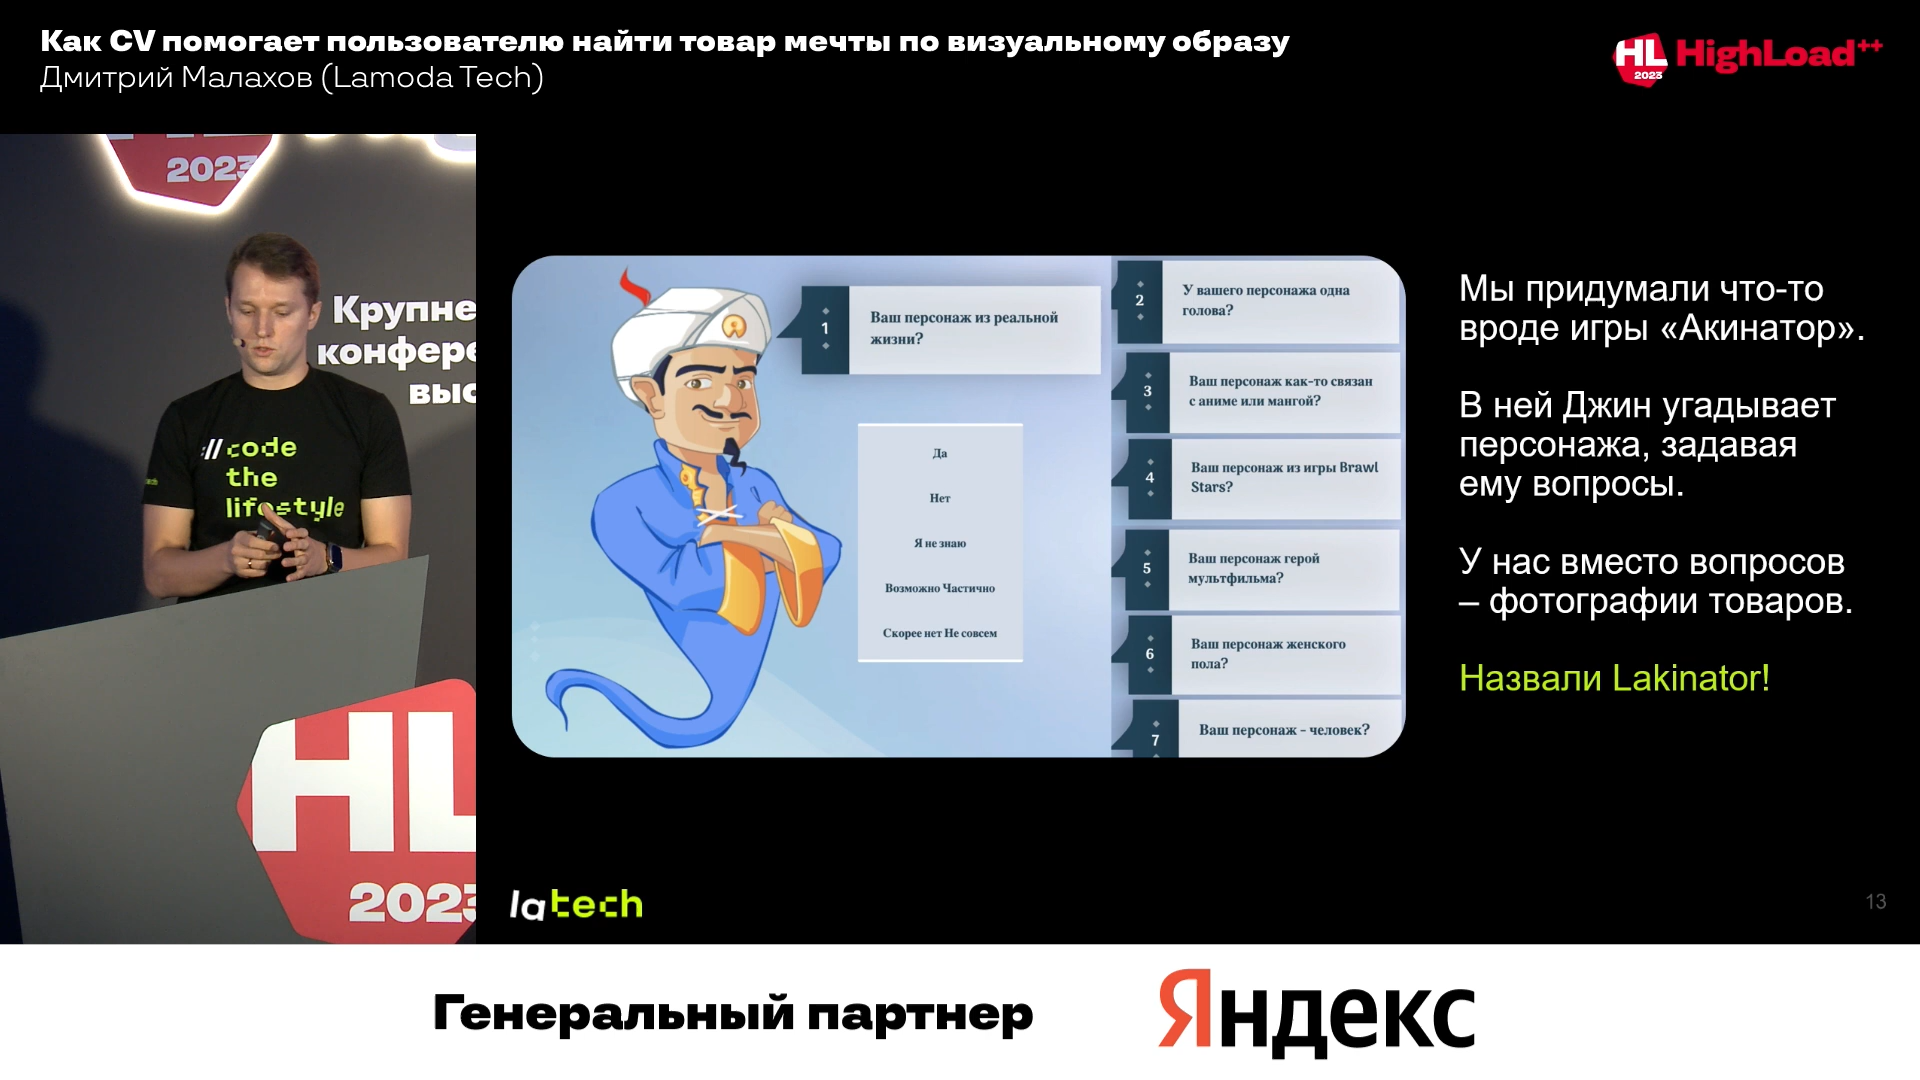 Как CV помогает пользователю найти товар мечты по визуальному образу
Дмитрий Малахов (Lamoda Tech)
HL
2023
HighLoad++
2023
Крупне
конфере
выс
// code
the
lifestyle
tech
HL
2023
1
Ваш персонаж из реальной
жизни?
Да
Нет
Я не знаю
Возможно Частично
Скорее нет Не совсем
2
У вашего персонажа одна
голова?
3
Ваш персонаж как-то связан
с аниме или мангой?
4
Ваш персонаж из игры Brawl
Stars?
5
Ваш персонаж герой
мультфильма?
6
Ваш персонаж женского
пола?
7
Ваш персонаж - человек?
Мы придумали что-то
вроде игры «Акинатор».
В ней Джин угадывает
персонажа, задавая
ему вопросы.
У нас вместо вопросов
– фотографии товаров.
Назвали Lakinator!
latech
13
Генеральный партнер
Яндекс